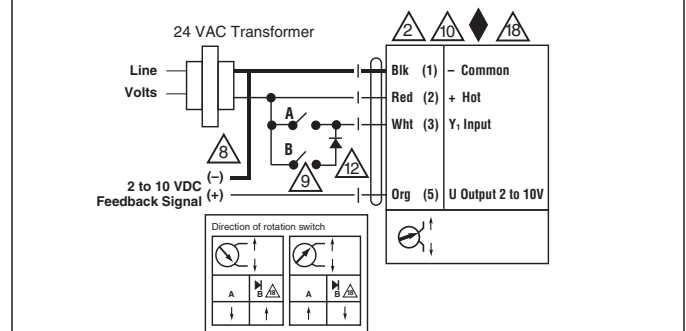 24 VAC Transformer
2 10 18
Line
Volts
Blk (1) – Common
Red (2) + Hot
A
Wht (3) Y₁ Input
B
8
9
12
(–)
2 to 10 VDC (+)
Feedback Signal
Org (5) U Output 2 to 10V
Direction of rotation switch
A B 18 A B 18